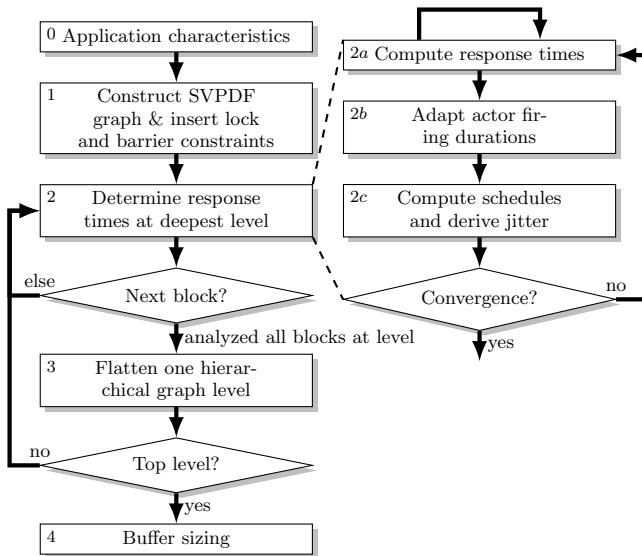 0 Application characteristics
1 Construct SVPDF
graph & insert lock
and barrier constraints
2 Determine response
times at deepest level
else
Next block?
analyzed all blocks at level
3 Flatten one hierar-
chical graph level
no
Top level?
yes
4 Buffer sizing
2a Compute response times
2b Adapt actor fir-
ing durations
2c Compute schedules
and derive jitter
no
Convergence?
yes